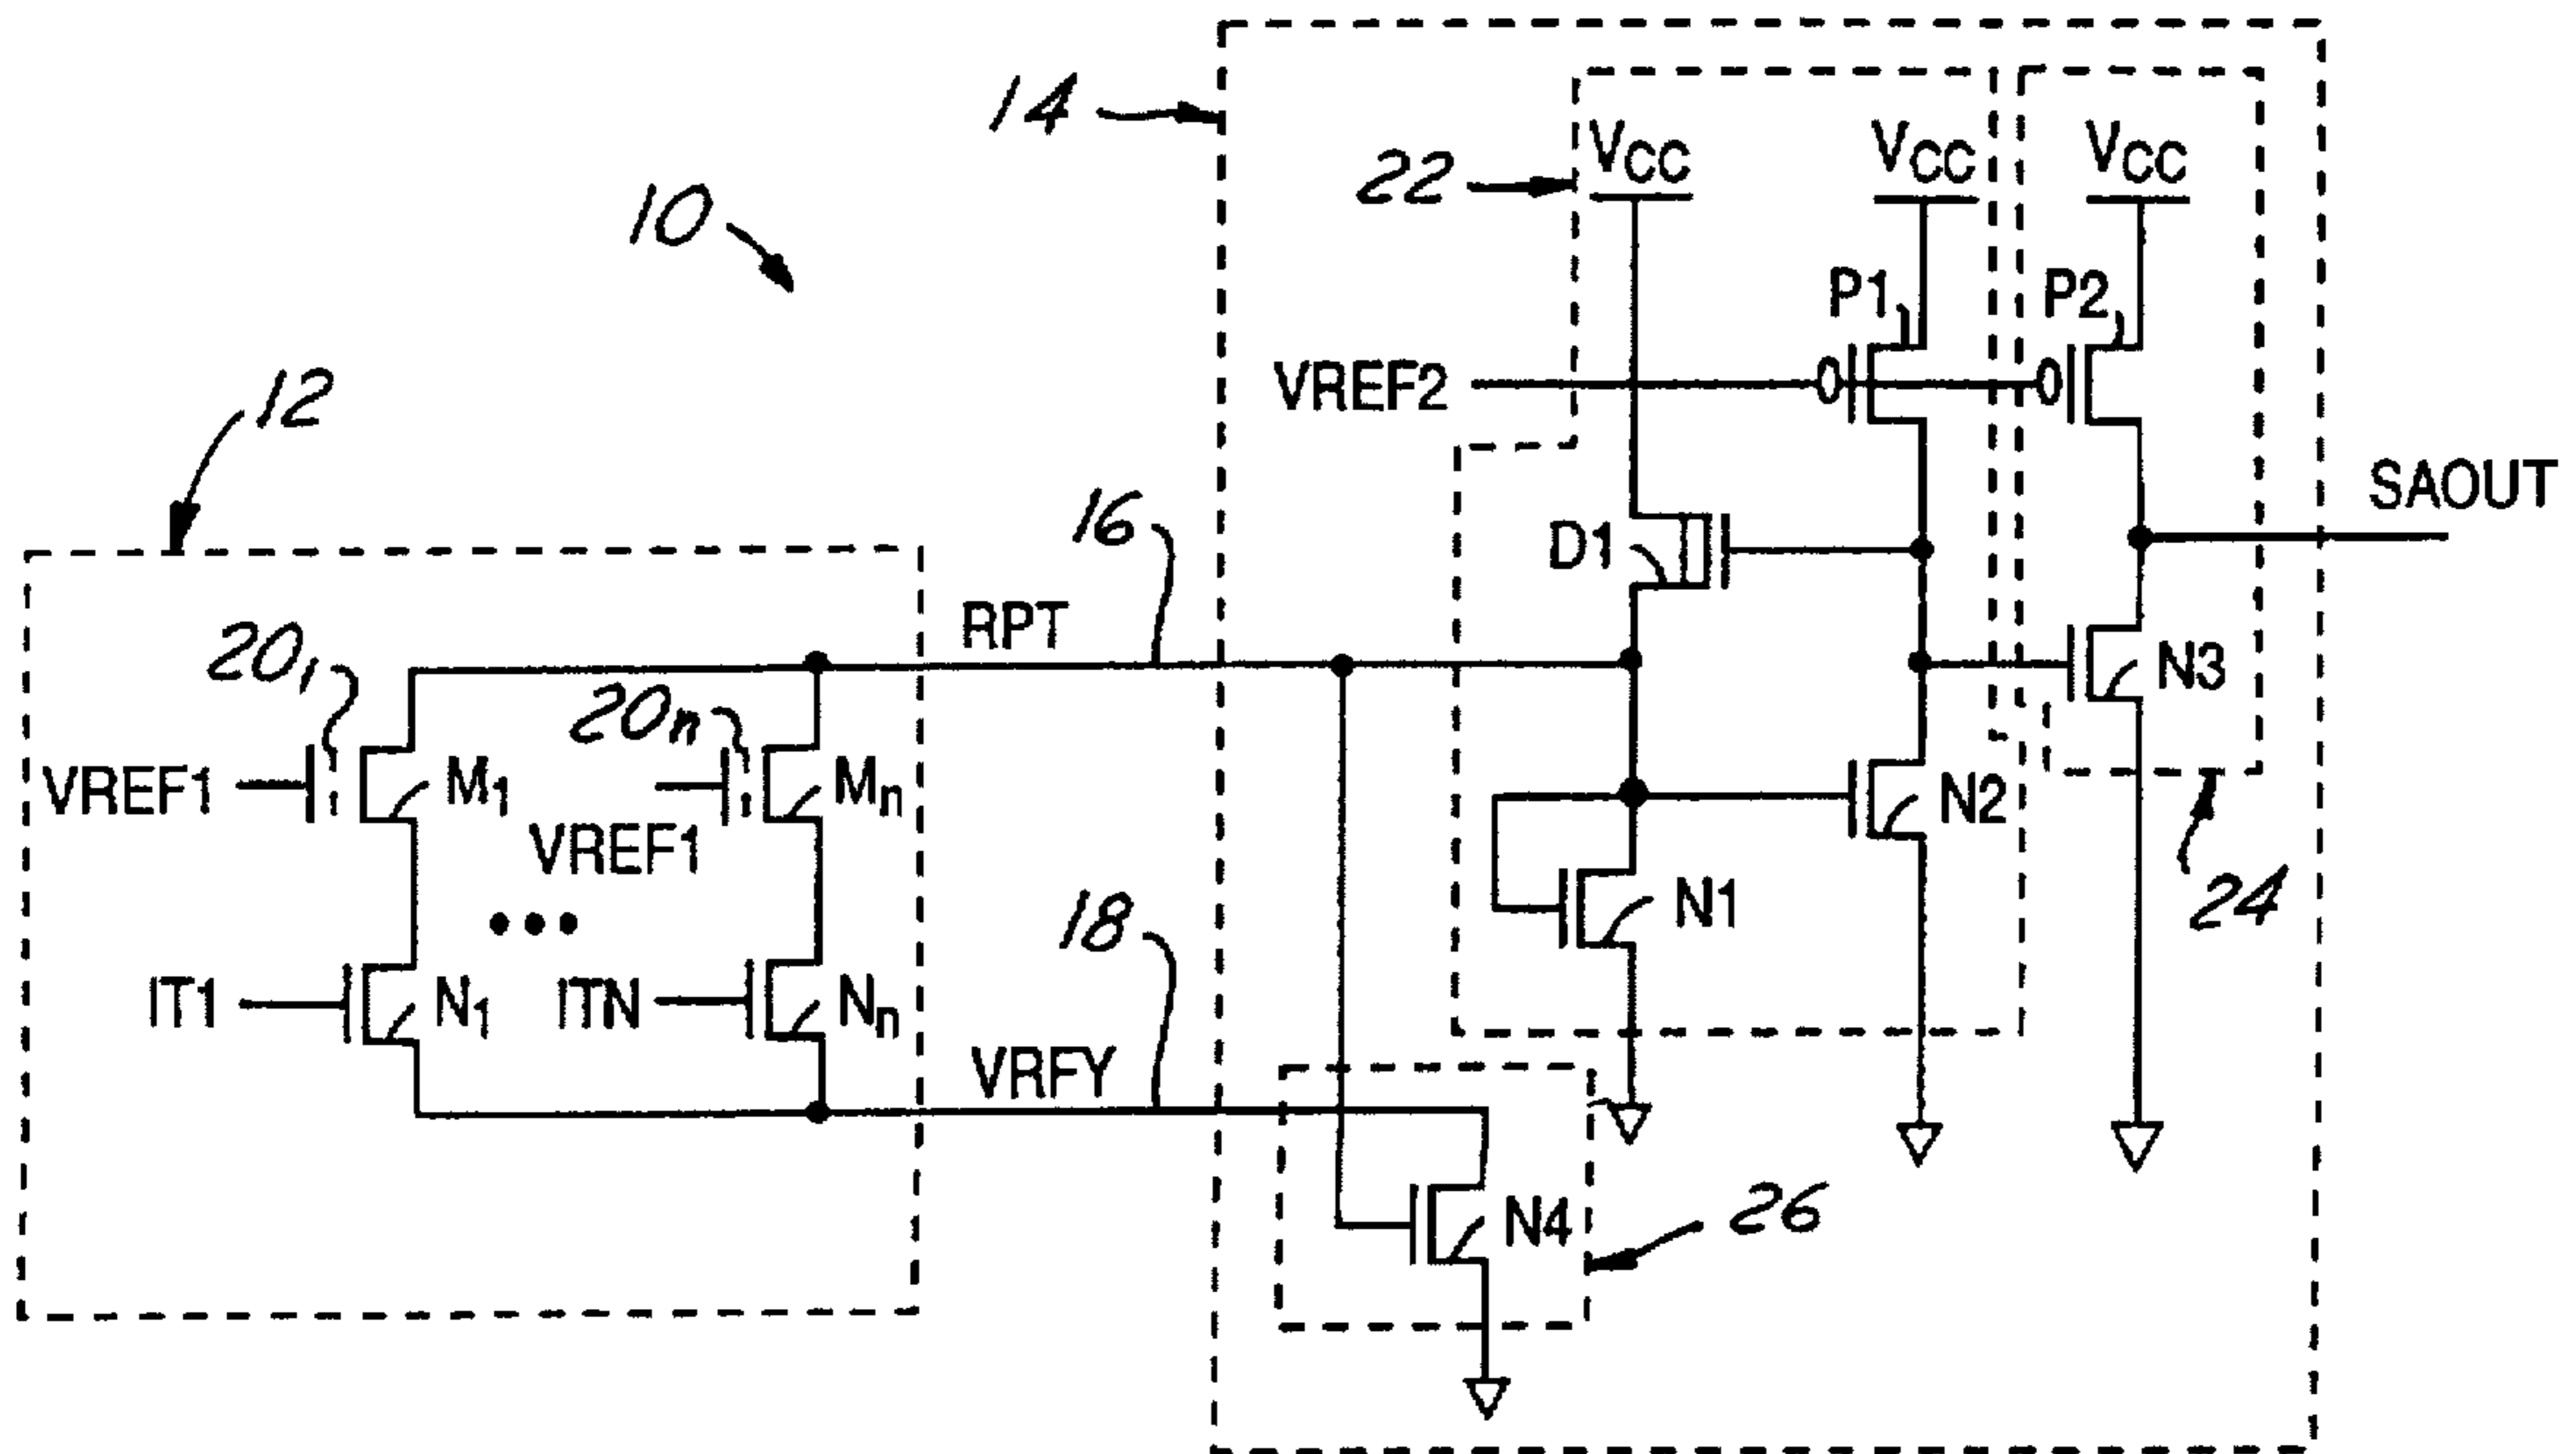 14
22
VCC
VCC
VCC
10
P1
P2
VREF2
12
SAOUT
16
D1
RPT
201
20n
N3
VREF1
M1
Mn
VREF1
N2
24
18
N1
IT1
N1
ITN
Nn
VRFY
26
N4